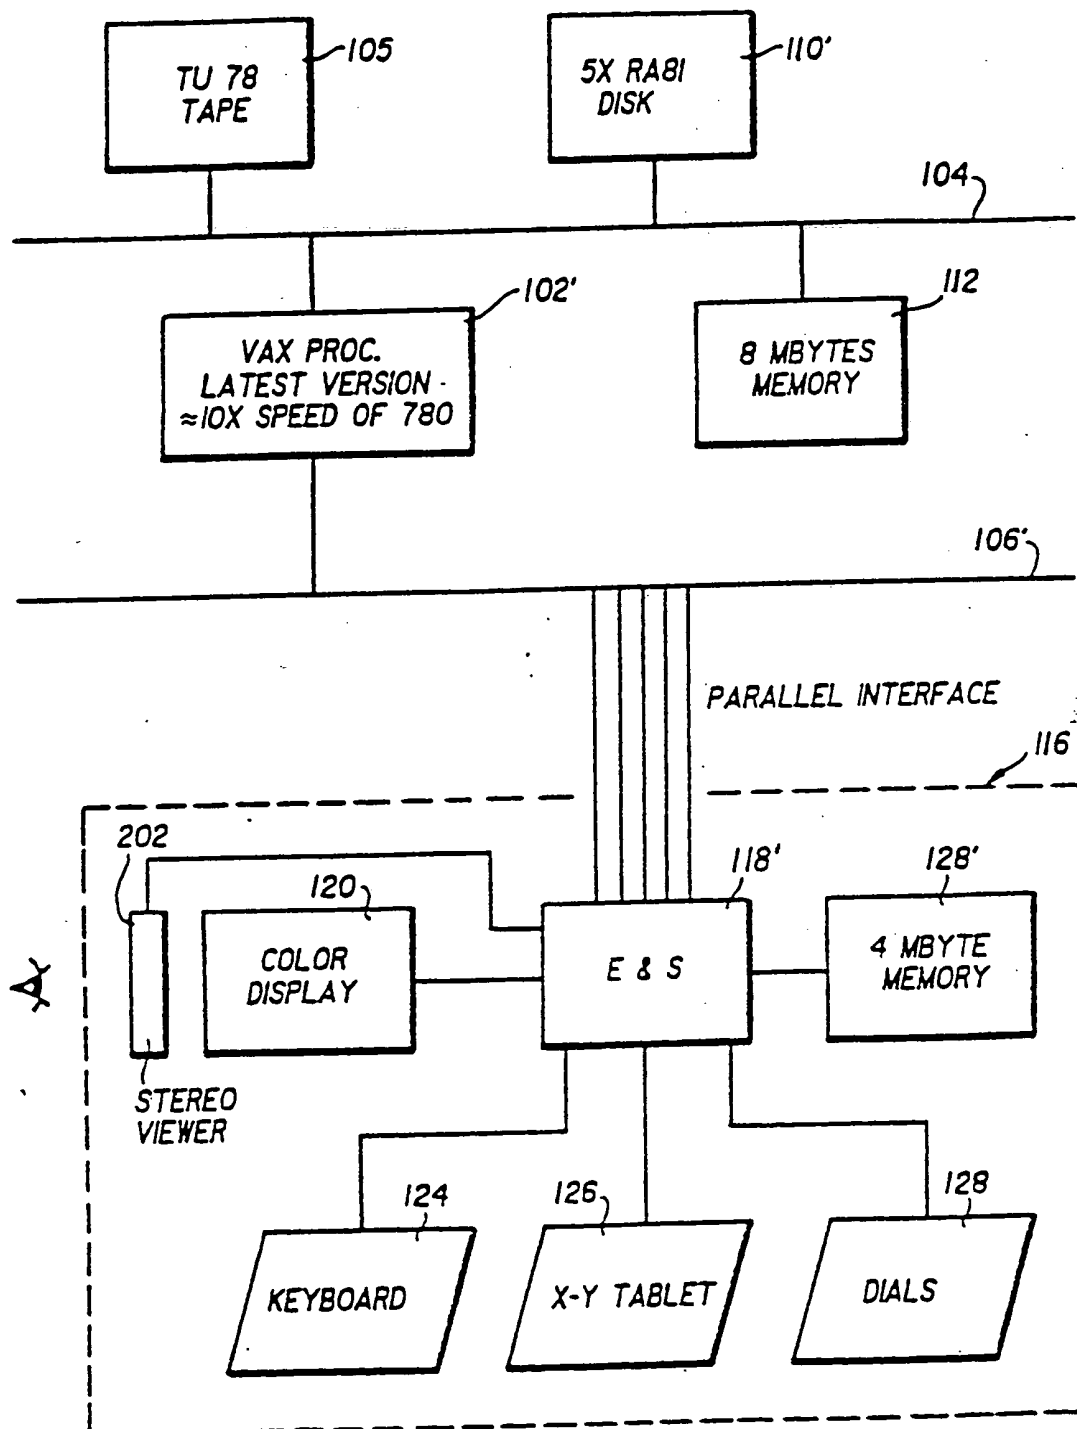 TU 78
TAPE
105
5X RA81
DISK
110'
104
VAX PROC.
LATEST VERSION -
≈10X SPEED OF 780
102'
8 MBYTES
MEMORY
112
106'
PARALLEL INTERFACE
116
202
120
118'
128'
COLOR
DISPLAY
E & S
4 MBYTE
MEMORY
STEREO
VIEWER
124
126
128
KEYBOARD
X-Y TABLET
DIALS